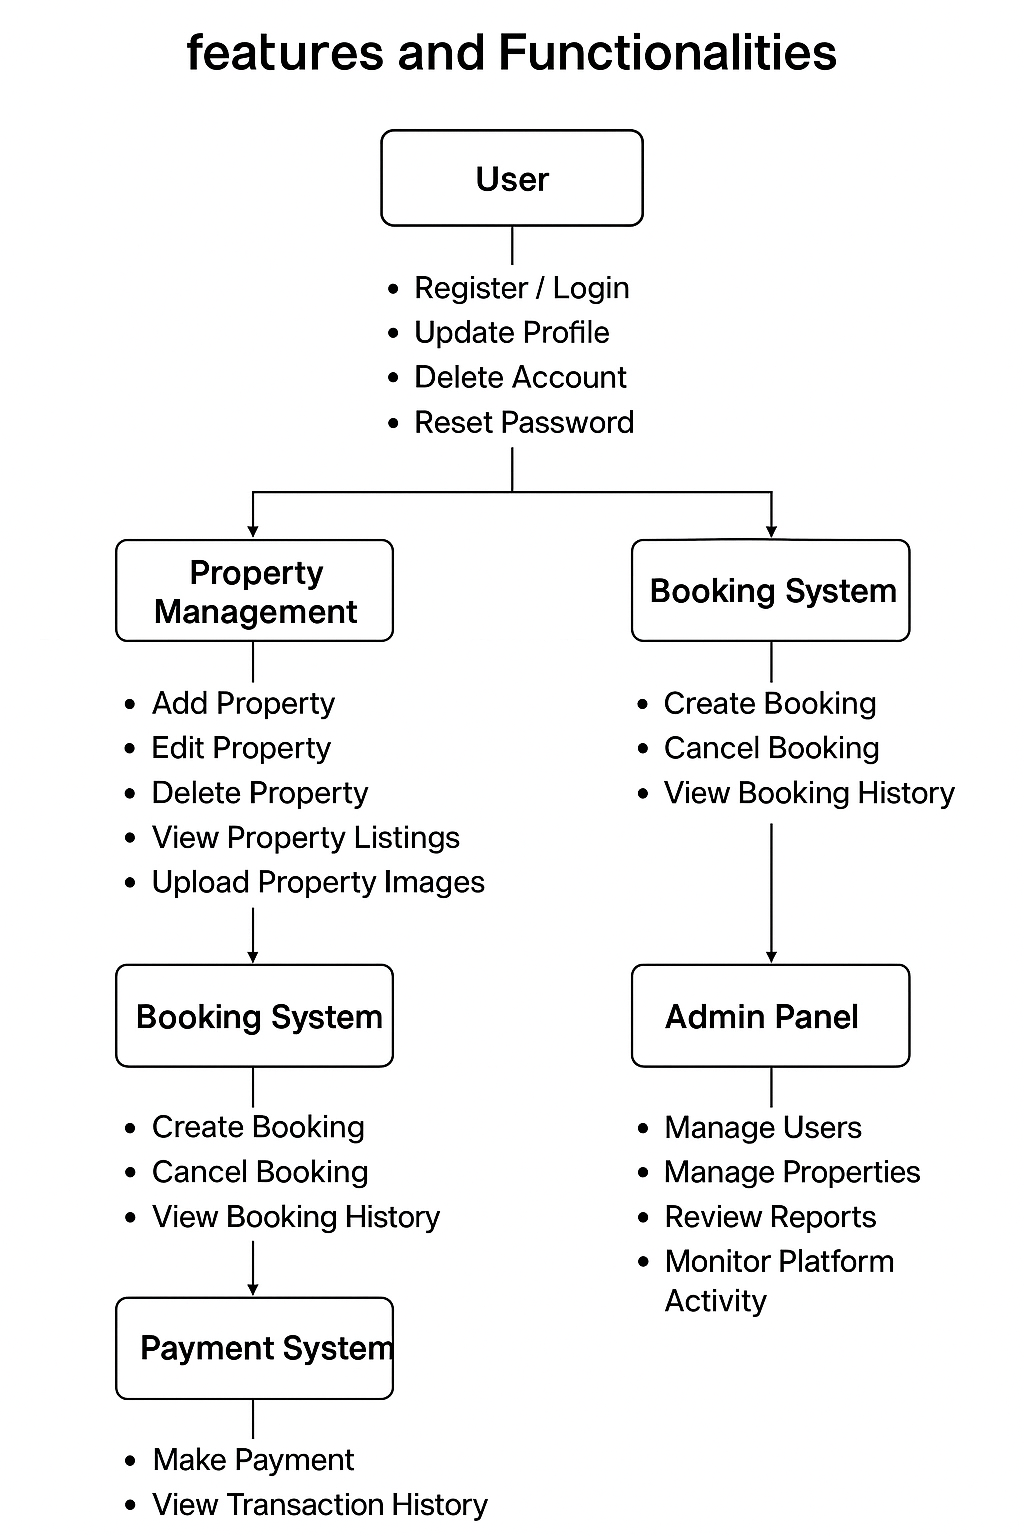 features and Functionalities
User
• Register / Login
• Update Profile
• Delete Account
• Reset Password
Property
Management
• Add Property
• Edit Property
• Delete Property
• View Property Listings
• Upload Property Images
Booking System
• Create Booking
• Cancel Booking
• View Booking History
Booking System
• Create Booking
• Cancel Booking
• View Booking History
Payment System
• Make Payment
• View Transaction History
Admin Panel
• Manage Users
• Manage Properties
• Review Reports
• Monitor Platform
Activity